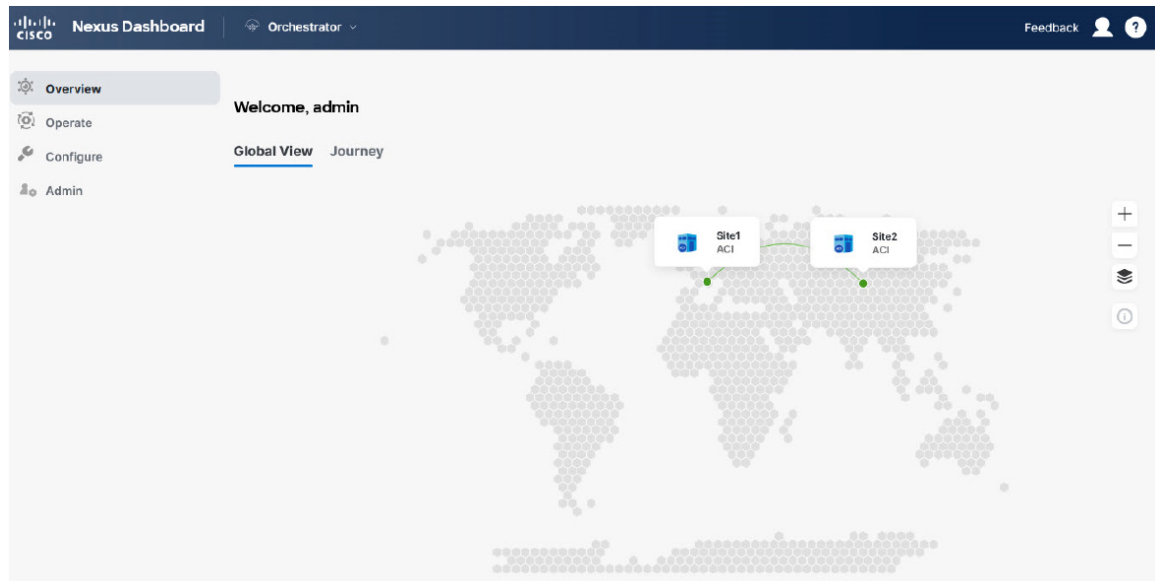 CISCO Nexus Dashboard Orchestrator Feedback ?
Overview
Operate
Configure
Admin
Welcome, admin
Global View Journey
Site1
ACI
Site2
ACI